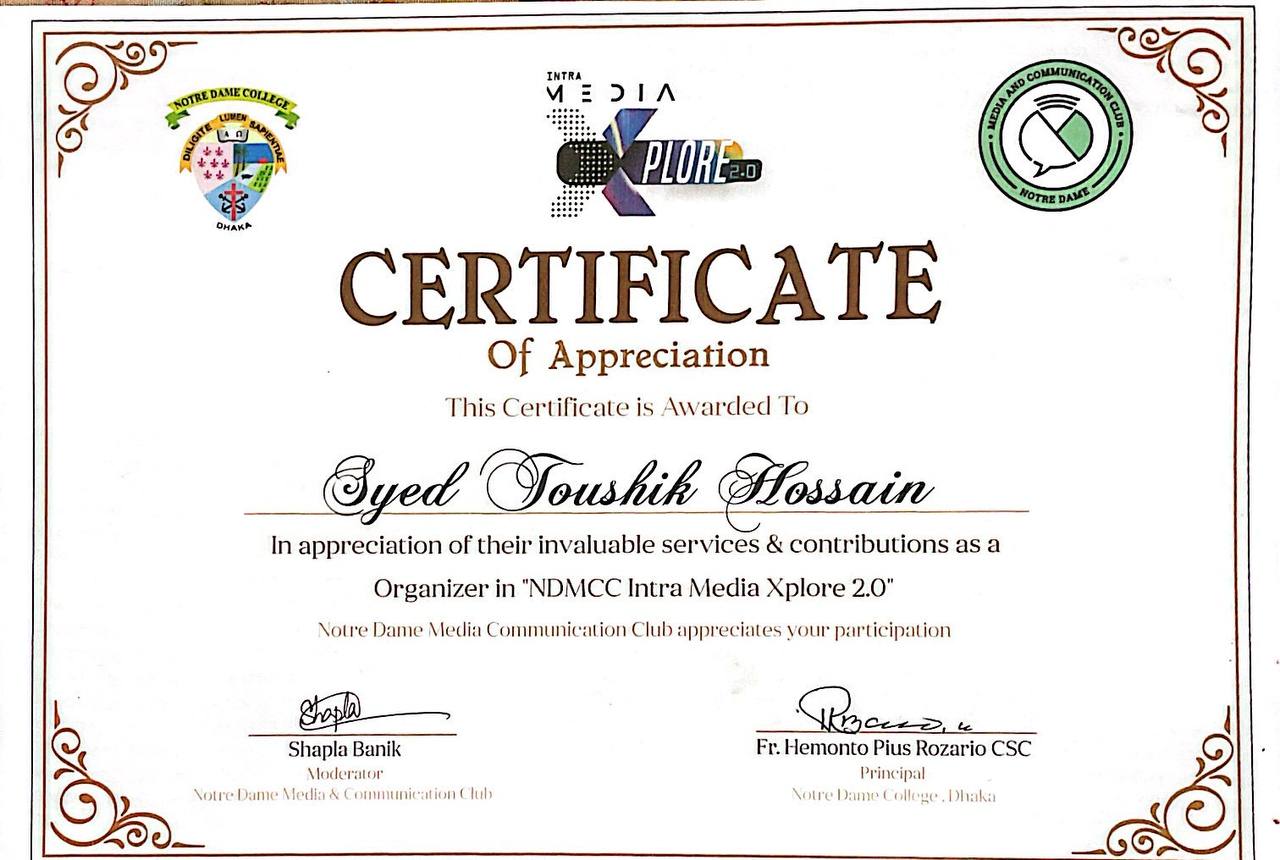 NOTRE DAME COLLEGE
DILIGITE LUMEN SAPIENTIAE
Α Ω
DHAKA
INTRA
MEDIA
XPLORE 2.0
MEDIA AND COMMUNICATION CLUB
NOTRE DAME
CERTIFICATE
Of Appreciation
This Certificate is Awarded To
Syed Toushik Hossain
In appreciation of their invaluable services & contributions as a
Organizer in "NDMCC Intra Media Xplore 2.0"
Notre Dame Media Communication Club appreciates your participation
Shapla
Shapla Banik
Moderator
Notre Dame Media & Communication Club
Fr. Hemonto Pius Rozario CSC
Principal
Notre Dame College , Dhaka